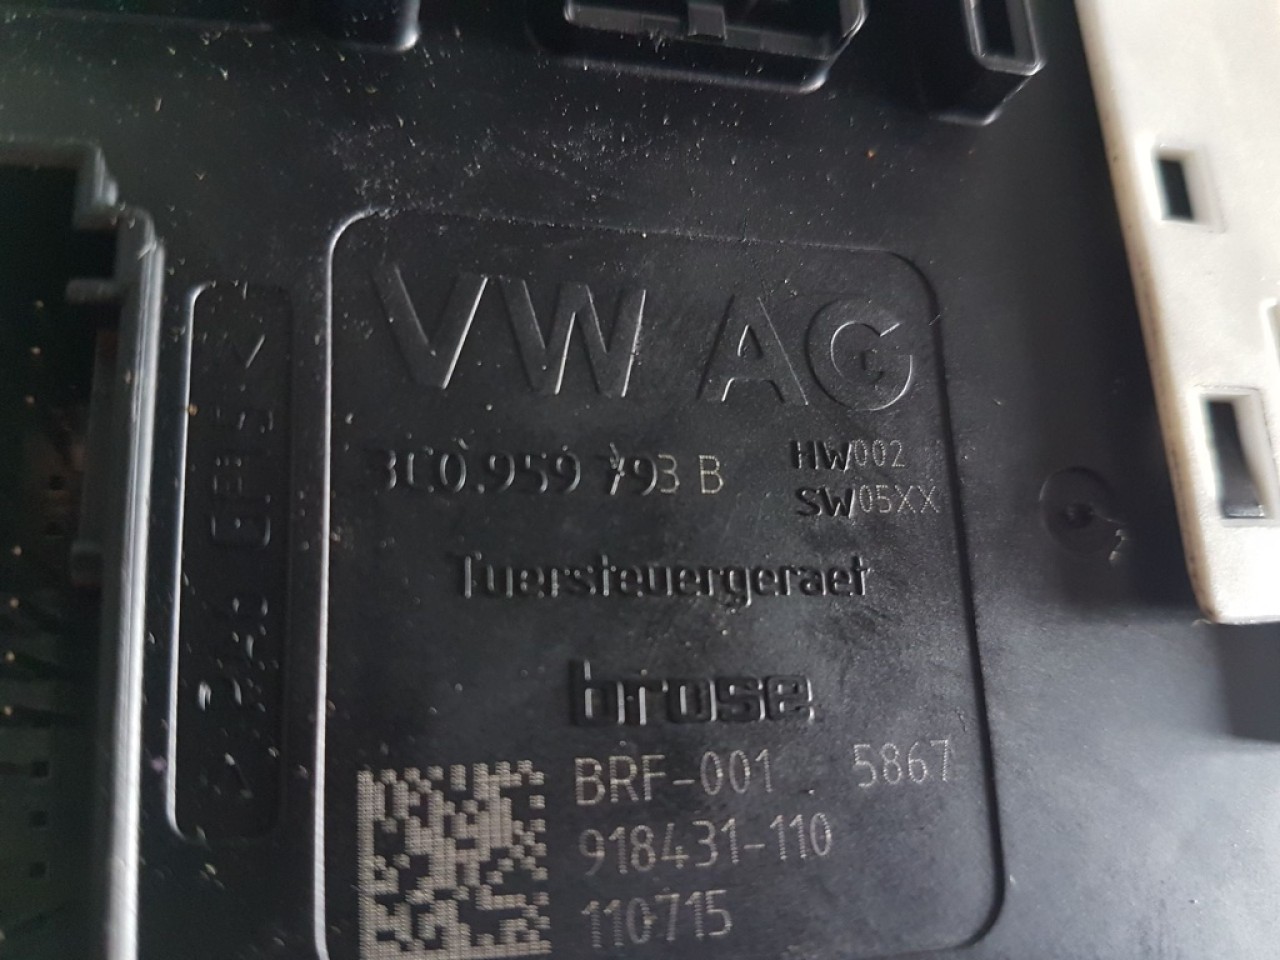 VW AG
3C0.959 793 B HW002
SW05XX
Tuersteuergeraet
brose
BRF-001 5867
918431-110
110715